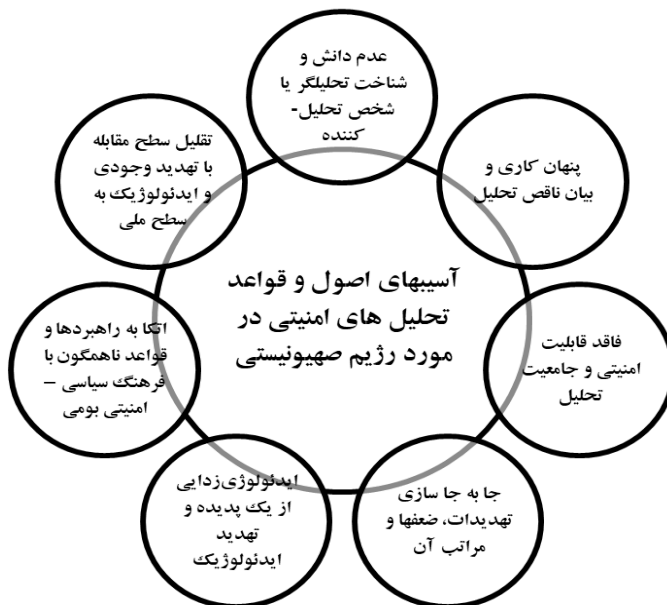 عدم دانش و
شناخت تحلیلگر یا
شخص تحلیل-
کننده
پنهان کاری و
بیان ناقص تحلیل
فاقد قابلیت
امنیتی و جامعیت
تحلیل
جا به جا سازی
تهدیدات، ضعفها و
مراتب آن
ایدئولوژی‌زدایی
از یک پدیده و
تهدید
ایدئولوژیک
اتکا به راهبردها و
قواعد ناهمگون با
فرهنگ سیاسی –
امنیتی بومی
تقلیل سطح مقابله
با تهدید وجودی
و ایدئولوژیک به
سطح ملی
آسیبهای اصول و قواعد
تحلیل های امنیتی در
مورد رژیم صهیونیستی